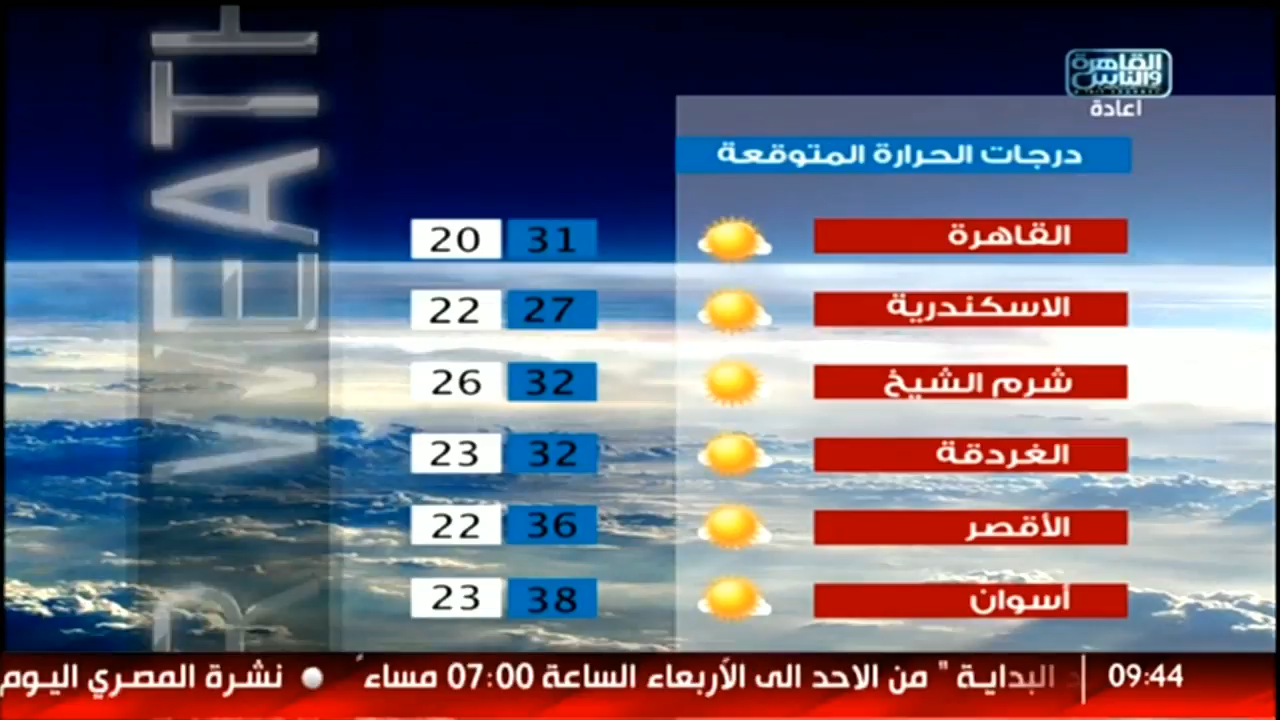 القاهرة
والناس
اعادة
درجات الحرارة المتوقعة
القاهرة 31 20
الاسكندرية 27 22
شرم الشيخ 32 26
الغردقة 32 23
الأقصر 36 22
أسوان 38 23
WEATH
09:44 البداية " من الاحد الى الأربعاء الساعة 07:00 مساءً نشرة المصري اليوم